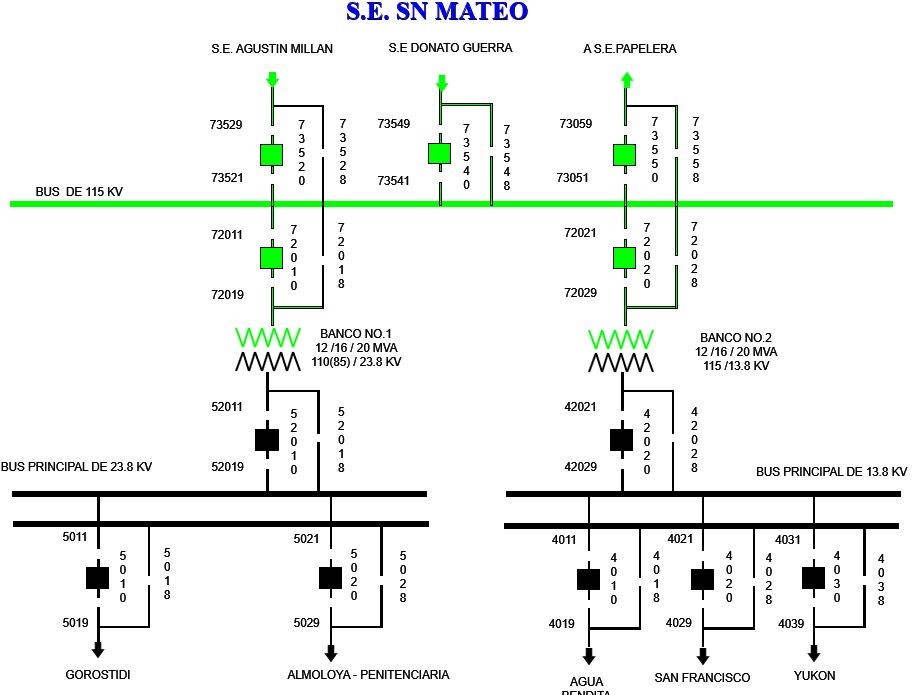 S.E. SN MATEO
S.E. AGUSTIN MILLAN
S.E DONATO GUERRA
A S.E.PAPELERA
73529
73520
73528
73521
73549
73540
73548
73541
73059
73550
73558
73051
BUS DE 115 KV
72011
72010
72018
72019
72021
72020
72028
72029
BANCO NO.1
12 /16 / 20 MVA
110(85) / 23.8 KV
BANCO NO.2
12 /16 / 20 MVA
115 /13.8 KV
52011
52010
52018
52019
42021
42020
42028
42029
BUS PRINCIPAL DE 23.8 KV
BUS PRINCIPAL DE 13.8 KV
5011
5010
5018
5019
5021
5020
5028
5029
4011
4010
4018
4019
4021
4020
4028
4029
4031
4030
4038
4039
GOROSTIDI
ALMOLOYA - PENITENCIARIA
AGUA
BENDITA
SAN FRANCISCO
YUKON